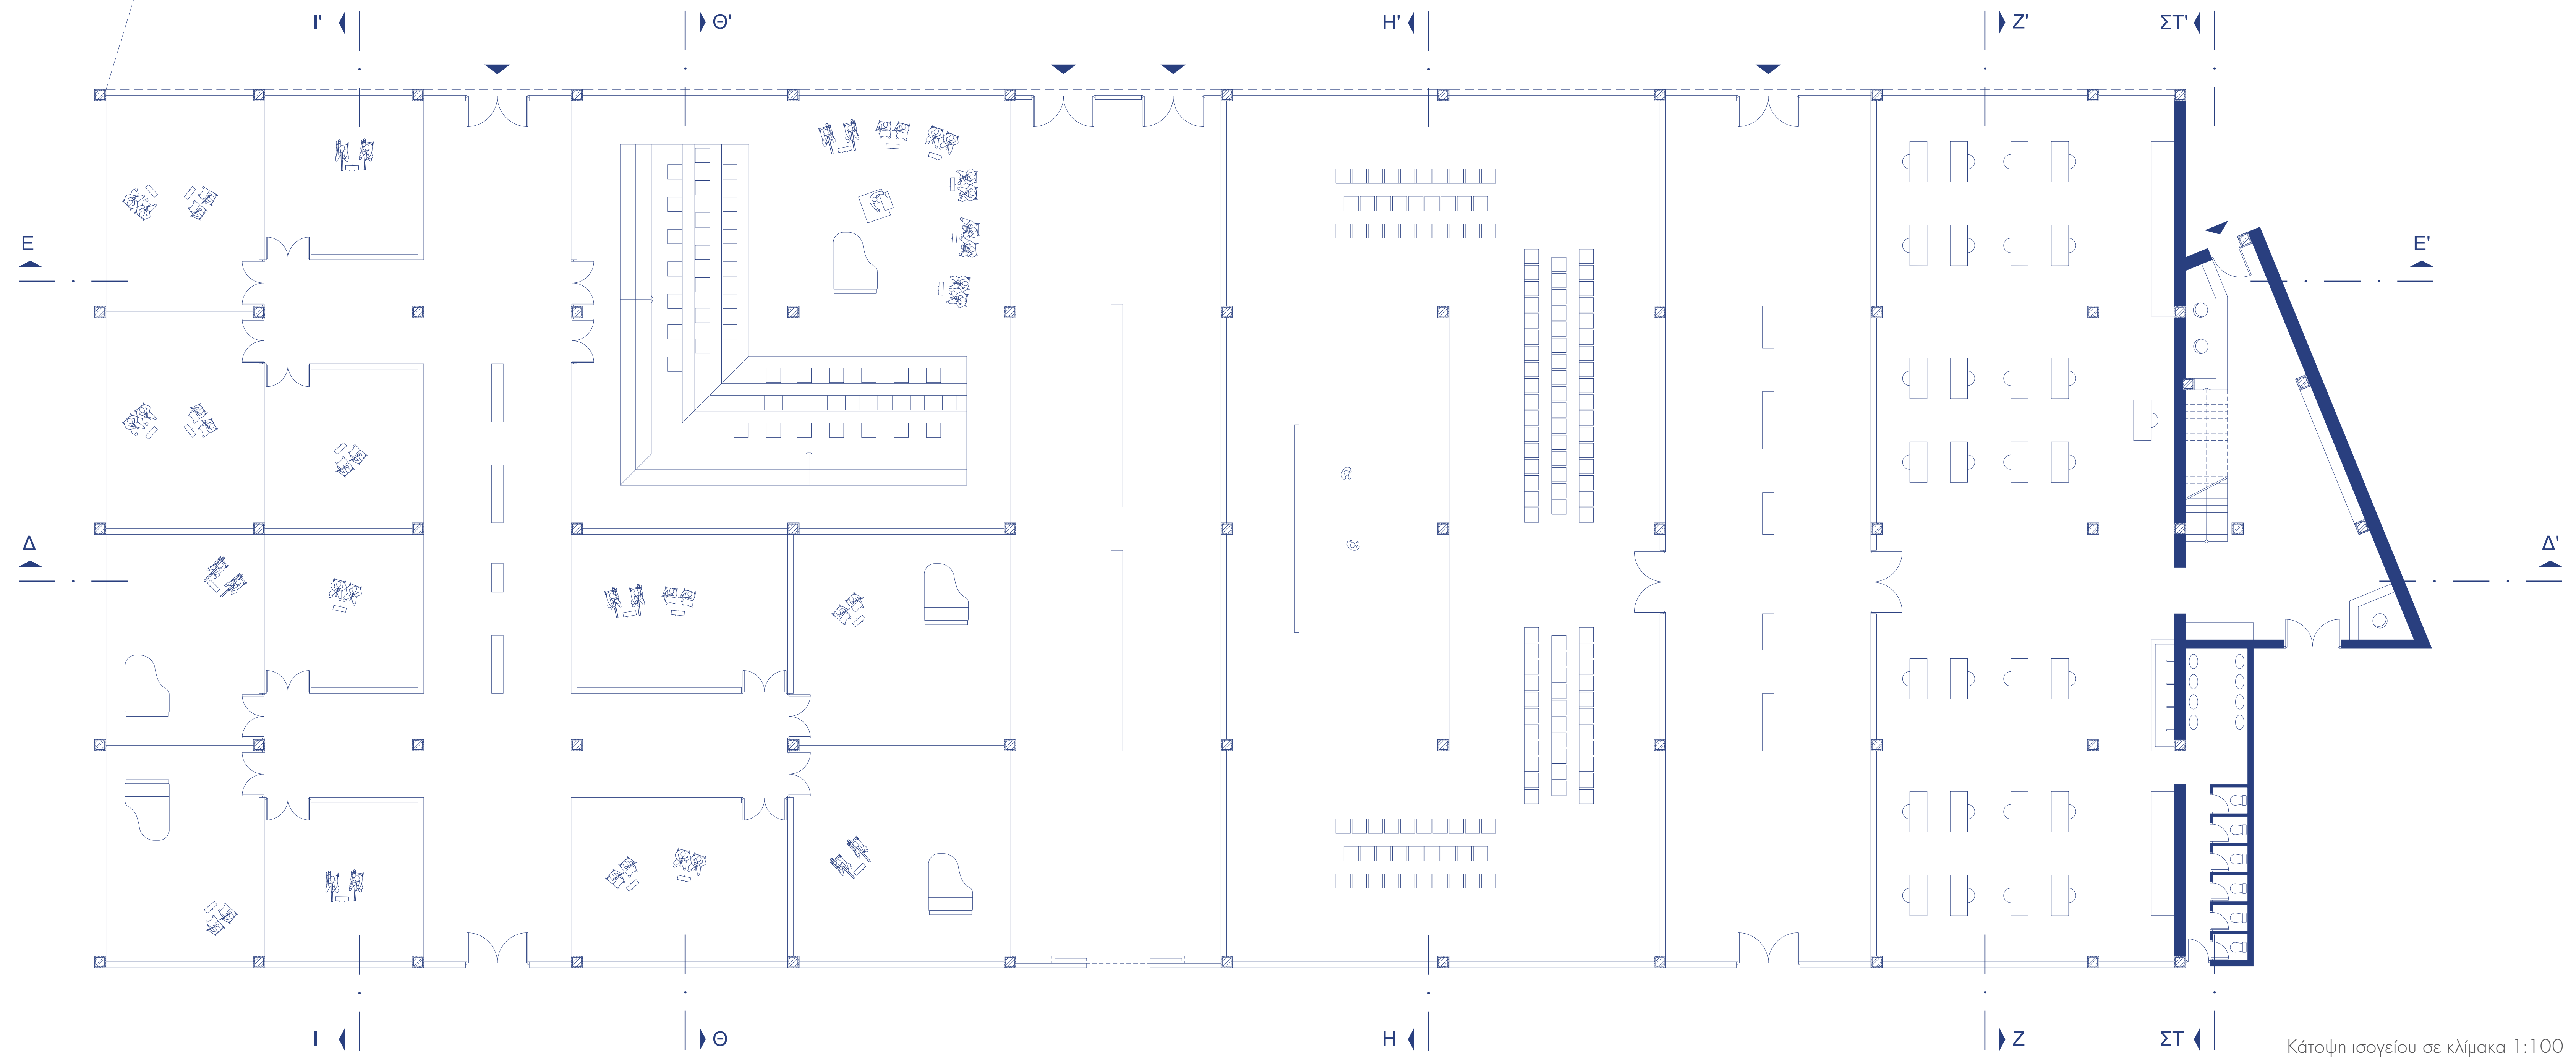 Ι'
Θ'
Η'
Ζ'
ΣΤ'
Ε
Ε'
Δ
Δ'
Ι
Θ
Η
Ζ
ΣΤ
Κάτοψη ισογείου σε κλίμακα 1:100